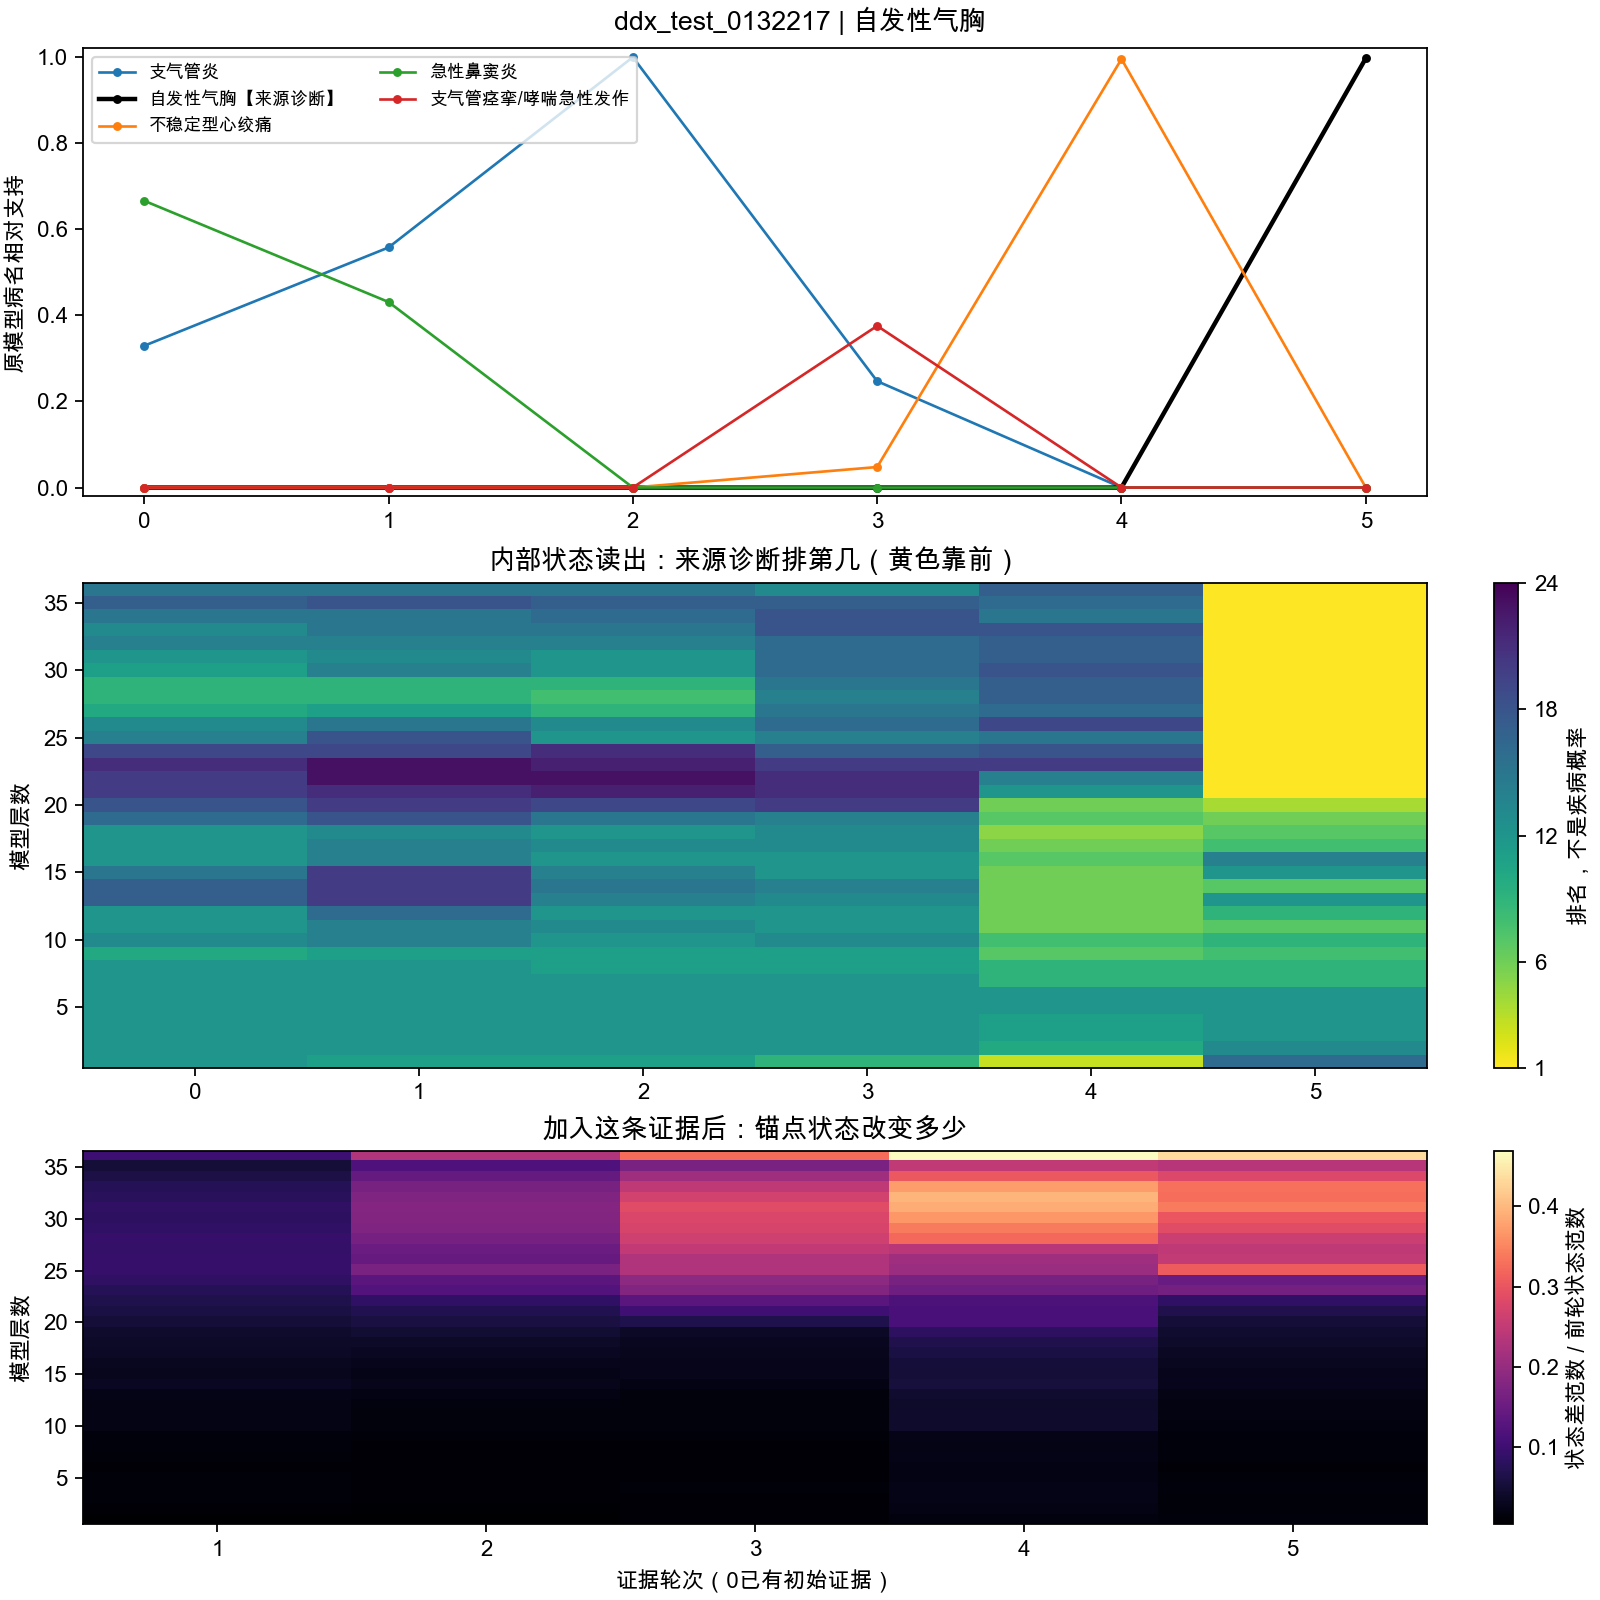 ddx_test_0132217 | 自发性气胸
支气管炎
自发性气胸【来源诊断】
不稳定型心绞痛
急性鼻窦炎
支气管痉挛/哮喘急性发作
原模型病名相对支持
1.0
0.8
0.6
0.4
0.2
0.0
0 1 2 3 4 5
内部状态读出：来源诊断排第几（黄色靠前）
模型层数
35
30
25
20
15
10
5
0 1 2 3 4 5
24
18
12
6
1
排名，不是疾病概率
加入这条证据后：锚点状态改变多少
模型层数
35
30
25
20
15
10
5
1 2 3 4 5
证据轮次（0已有初始证据）
0.4
0.3
0.2
0.1
状态差范数 / 前轮状态范数